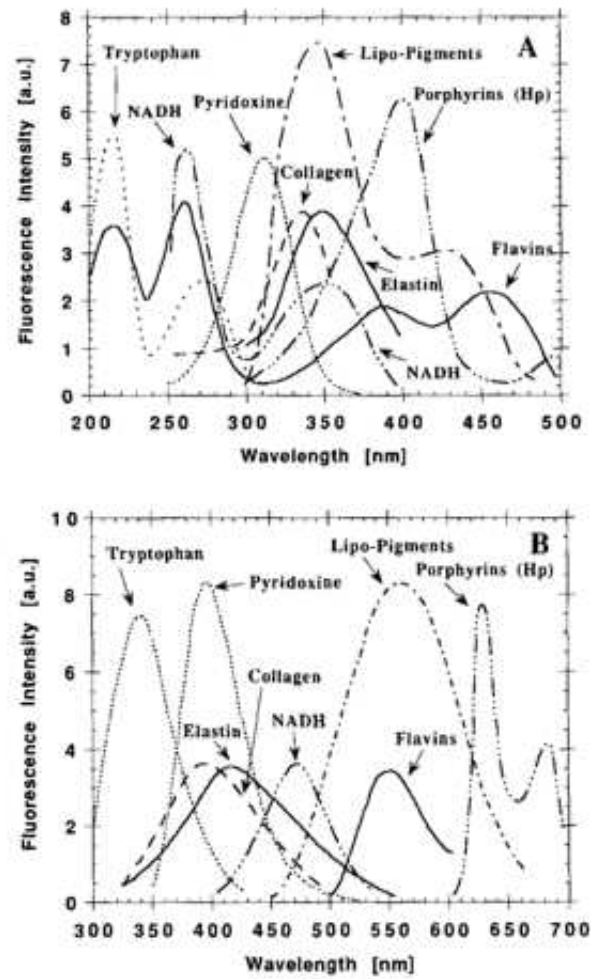 A
Tryptophan
Lipo-Pigments
NADH
Pyridoxine
Porphyrins (Hp)
Collagen
Flavins
Elastin
NADH
Fluorescence Intensity [a.u.]
8
7
6
5
4
3
2
1
0
200 250 300 350 400 450 500
Wavelength [nm]
B
Lipo-Pigments
Tryptophan
Porphyrins (Hp)
Pyridoxine
Collagen
Elastin
NADH
Flavins
Fluorescence Intensity [a.u.]
10
8
6
4
2
0
300 350 400 450 500 550 600 700
Wavelength [nm]